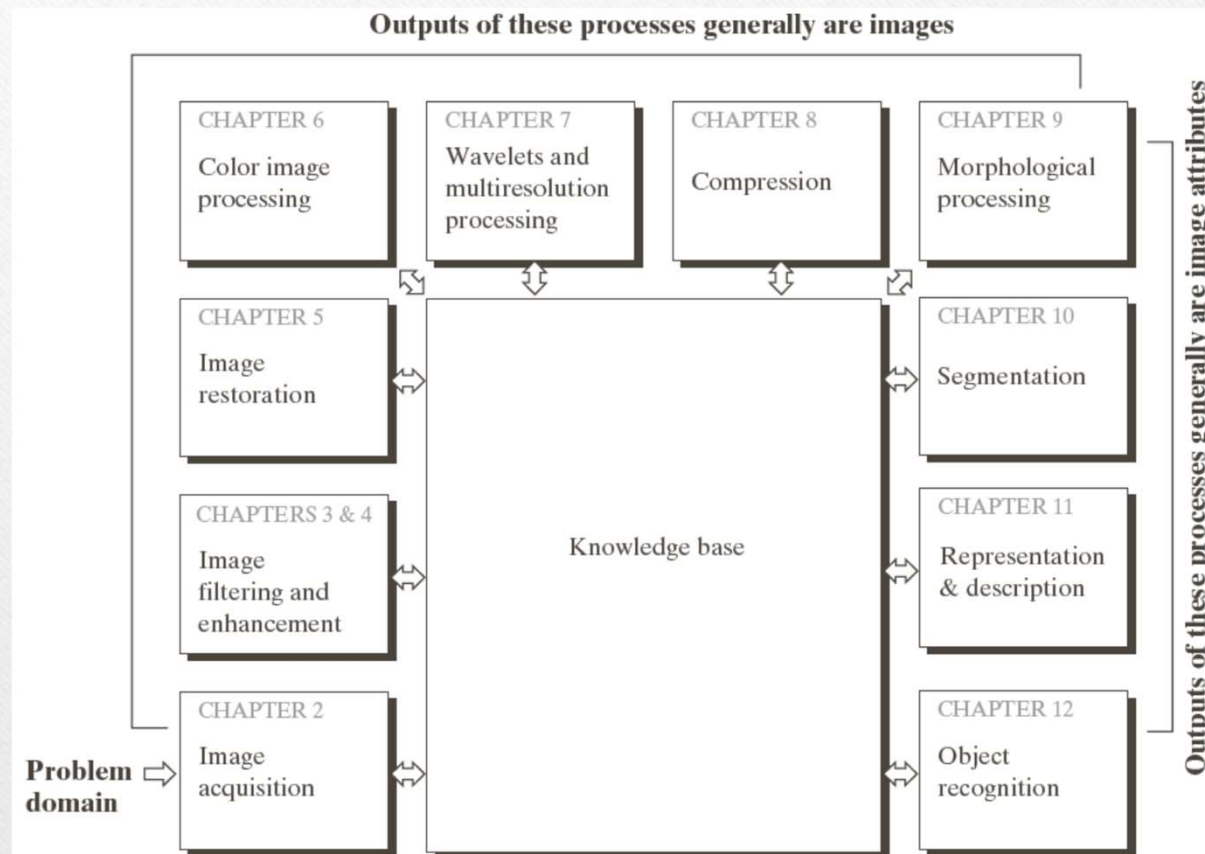 Outputs of these processes generally are images
CHAPTER 6
Color image
processing
CHAPTER 7
Wavelets and
multiresolution
processing
CHAPTER 8
Compression
CHAPTER 9
Morphological
processing
CHAPTER 5
Image
restoration
CHAPTER 10
Segmentation
CHAPTERS 3 & 4
Image
filtering and
enhancement
Knowledge base
CHAPTER 11
Representation
& description
CHAPTER 2
Image
acquisition
CHAPTER 12
Object
recognition
Problem
domain
Outputs of these processes generally are image attributes